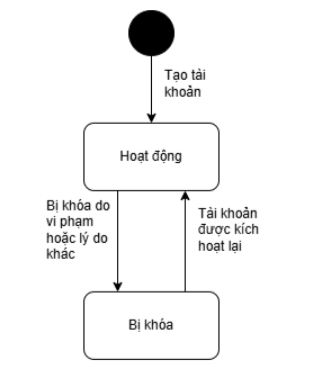 Tạo tài
khoản
Hoạt động
Bị khóa do
vi phạm
hoặc lý do
khác
Tài khoản
được kích
hoạt lại
Bị khóa